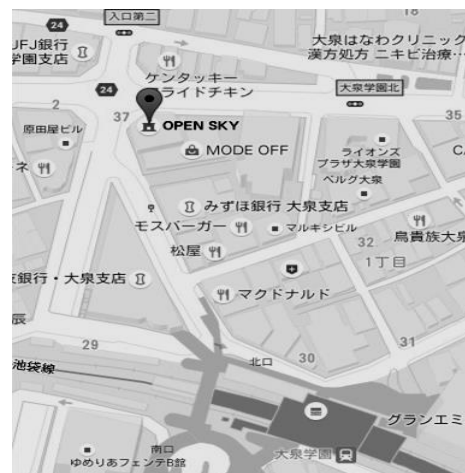 入口第二
18
24
JFJ銀行
学園支店
大泉はなわクリニック
漢方処方 ニキビ治療…
ケンタッキー
ライドチキン
24
大泉学園北
2
37
35
原田屋ビル
OPEN SKY
MODE OFF
ライオンズ
プラザ大泉学園
CA
ネ
ベルグ大泉
みずほ銀行 大泉支店
モスバーガー
マルキシビル
鳥貴族大泉
32
1丁目
松屋
支銀行・大泉支店
マクドナルド
辰
29
31
北口
30
池袋線
グランエミ
南口
大泉学園
ゆめりあフェンテB館